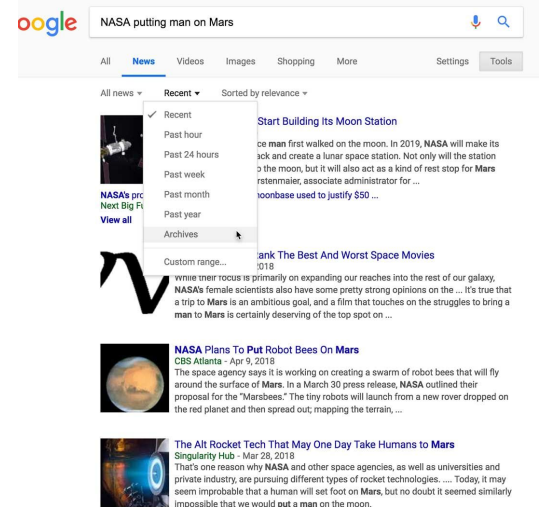 oogle
NASA putting man on Mars
All News Videos Images Shopping More Settings Tools
All news Recent Sorted by relevance
Recent
Past hour
Past 24 hours
Past week
Past month
Past year
Archives
Custom range...
Start Building Its Moon Station
ce man first walked on the moon. In 2019, NASA will make its
ack and create a lunar space station. Not only will the station
the moon, but it will also act as a kind of rest stop for Mars
rstenmaier, associate administrator for ...
NASA's pro
oonbase used to justify $50 ...
Next Big Fu
View all
ank The Best And Worst Space Movies
2018
While their focus is primarily on expanding our reaches into the rest of our galaxy,
NASA's female scientists also have some pretty strong opinions on the ... It's true that
a trip to Mars is an ambitious goal, and a film that touches on the struggles to bring a
man to Mars is certainly deserving of the top spot on ...
NASA Plans To Put Robot Bees On Mars
CBS Atlanta - Apr 9, 2018
The space agency says it is working on creating a swarm of robot bees that will fly
around the surface of Mars. In a March 30 press release, NASA outlined their
proposal for the "Marsbees." The tiny robots will launch from a new rover dropped on
the red planet and then spread out; mapping the terrain, ...
The Alt Rocket Tech That May One Day Take Humans to Mars
Singularity Hub - Mar 28, 2018
That's one reason why NASA and other space agencies, as well as universities and
private industry, are pursuing different types of rocket technologies. .... Today, it may
seem improbable that a human will set foot on Mars, but no doubt it seemed similarly
impossible that we would put a man on the moon.